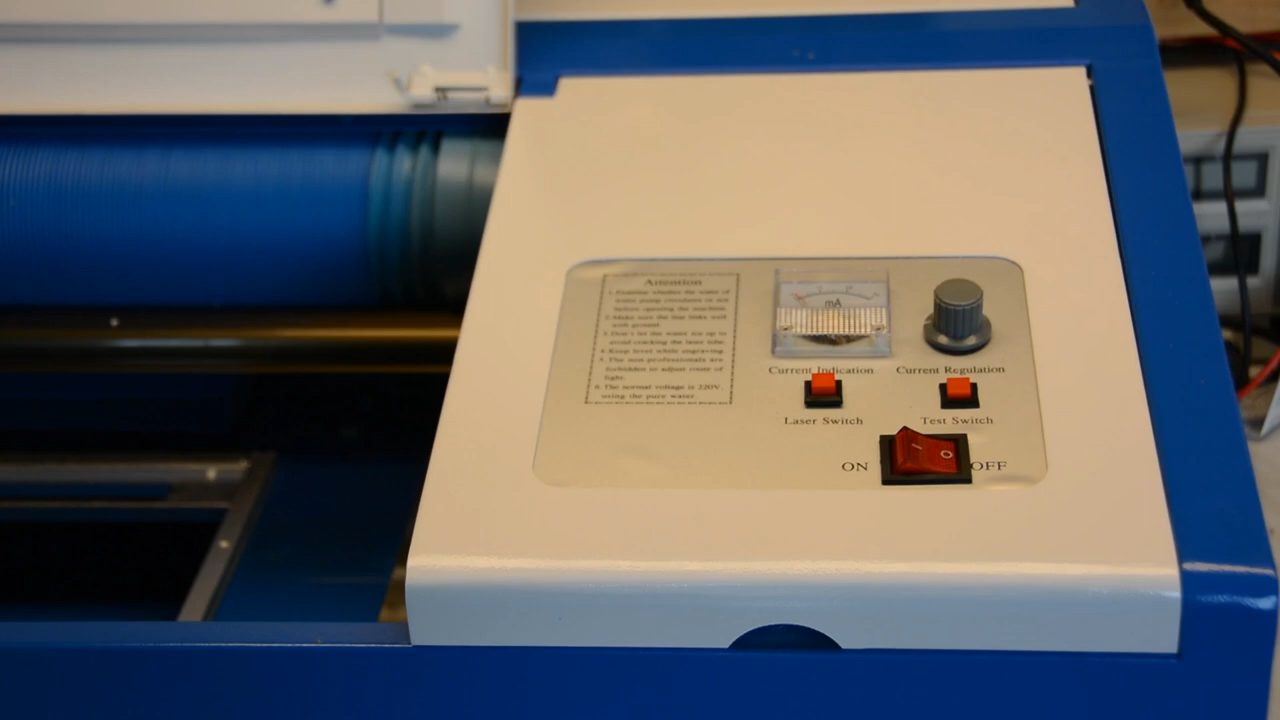 Attention
1. Examine whether the water of
water pump circulates or not
before opening the machine.
2. Make sure the line links well
with ground.
3. Don't let the water ice up to
avoid cracking the laser tube.
4. Keep level while engraving.
5. The non-professionals are
forbidden to adjust route of
light.
6. The normal voltage is 220V.
using the pure water.
mA
Current Indication
Current Regulation
Laser Switch
Test Switch
ON
OFF